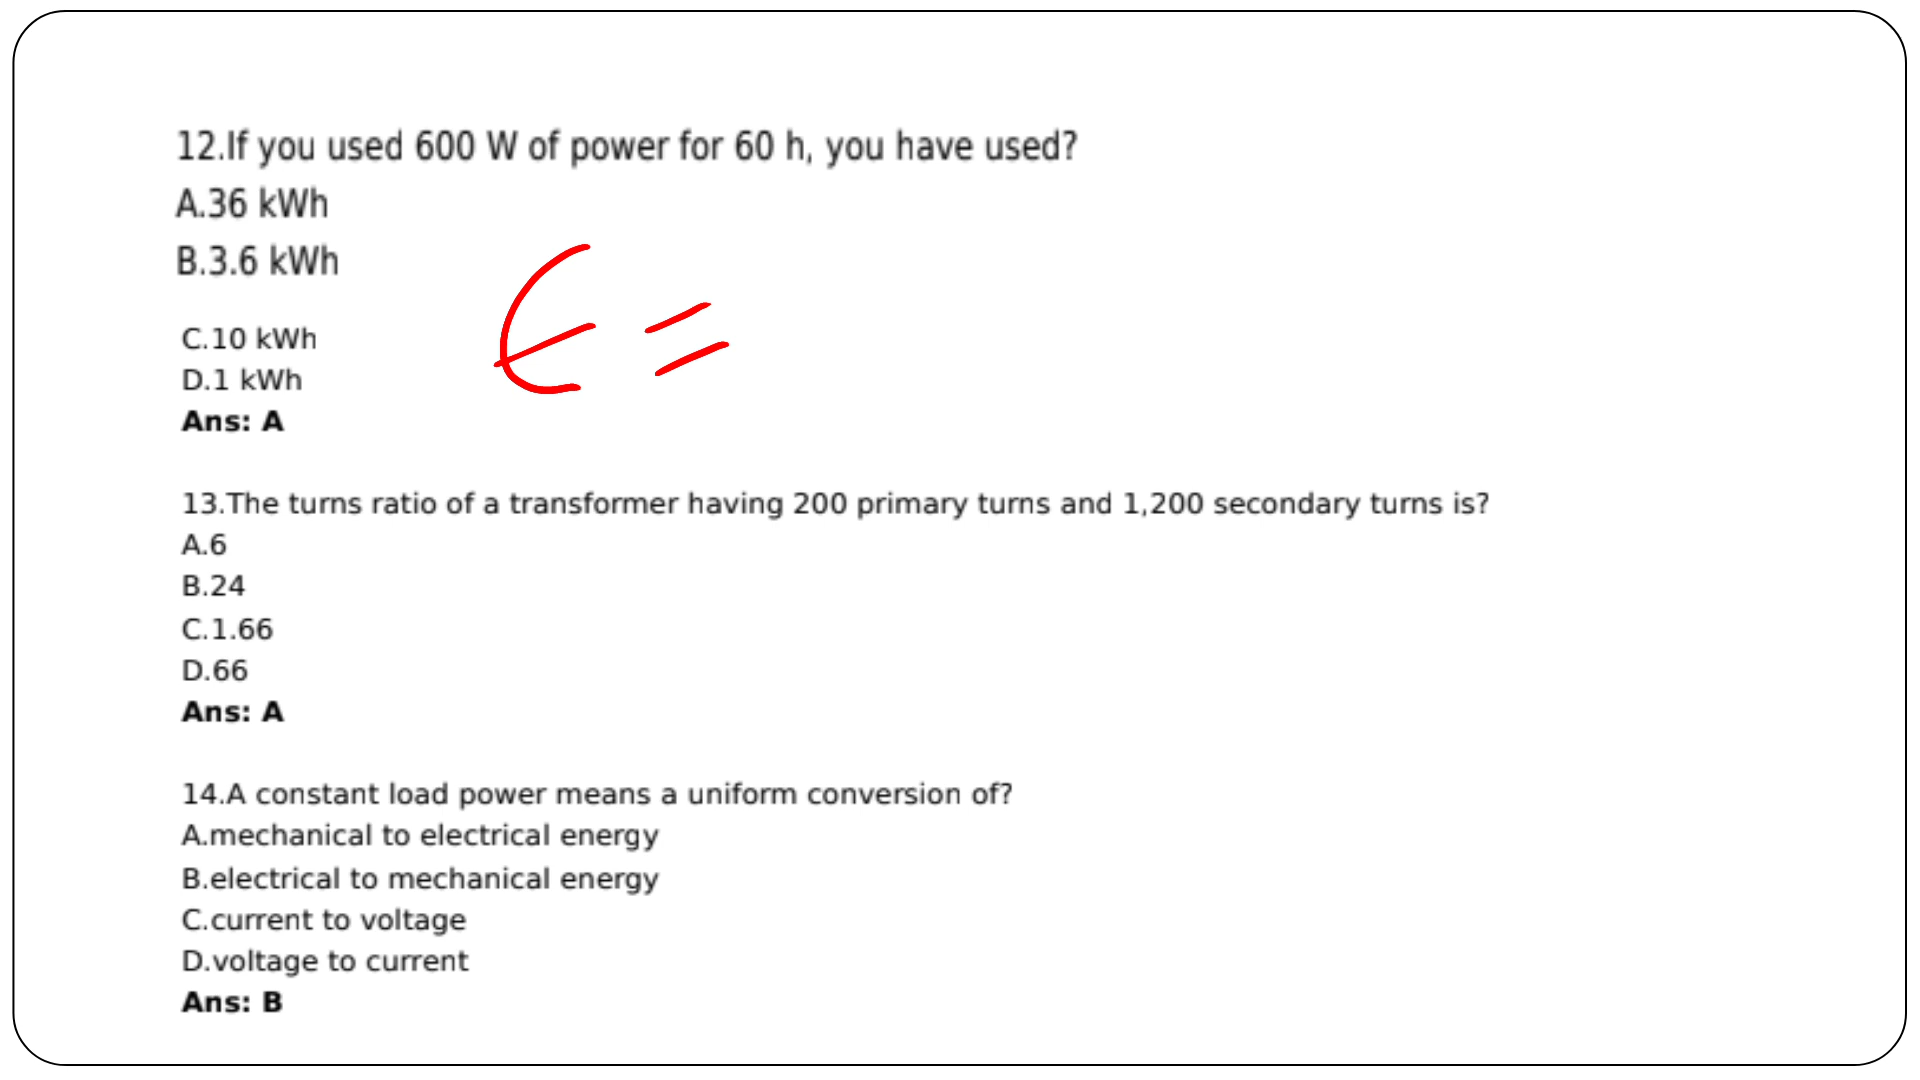 12.If you used 600 W of power for 60 h, you have used?
A.36 kWh
B.3.6 kWh
E =
C.10 kWh
D.1 kWh
Ans: A
13.The turns ratio of a transformer having 200 primary turns and 1,200 secondary turns is?
A.6
B.24
C.1.66
D.66
Ans: A
14.A constant load power means a uniform conversion of?
A.mechanical to electrical energy
B.electrical to mechanical energy
C.current to voltage
D.voltage to current
Ans: B